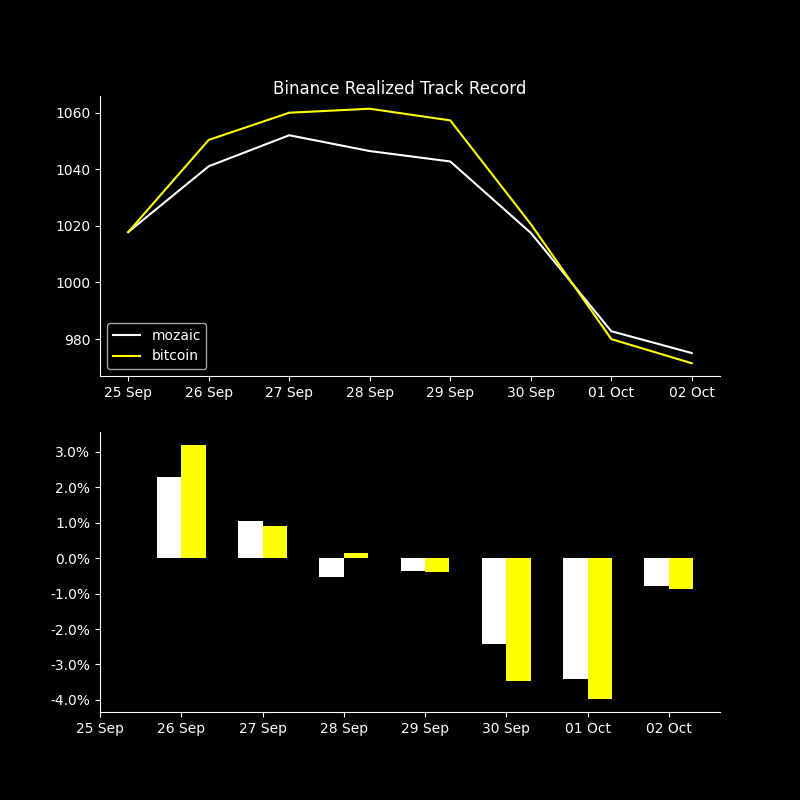 Binance Realized Track Record
1060
1040
1020
1000
980
mozaic
bitcoin
25 Sep 26 Sep 27 Sep 28 Sep 29 Sep 30 Sep 01 Oct 02 Oct
3.0%
2.0%
1.0%
0.0%
-1.0%
-2.0%
-3.0%
-4.0%
25 Sep 26 Sep 27 Sep 28 Sep 29 Sep 30 Sep 01 Oct 02 Oct